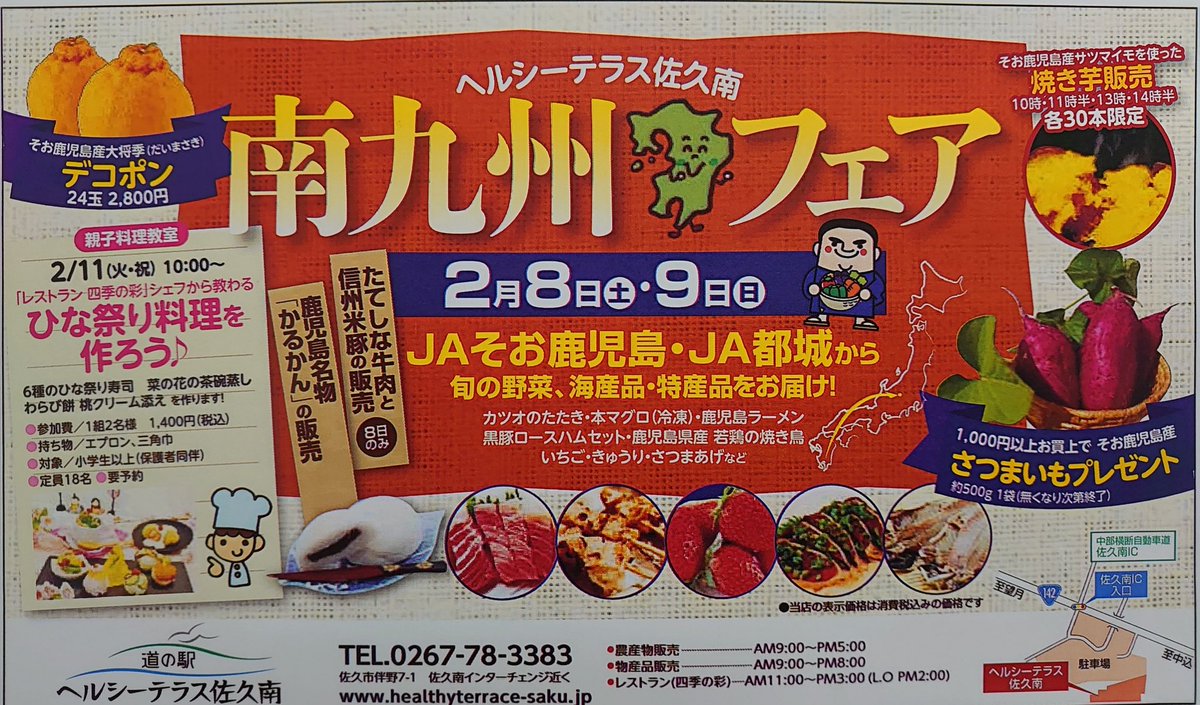 ヘルシーテラス佐久南
南九州フェア
そお鹿児島産大将季(だいまさき)
デコポン
24玉 2,800円
そお鹿児島産サツマイモを使った
焼き芋販売
10時・11時半・13時・14時半
各30本限定
2月8日土・9日日
JAそお鹿児島・JA都城から
旬の野菜、海産品・特産品をお届け!
カツオのたたき・本マグロ(冷凍)・鹿児島ラーメン
黒豚ロースハムセット・鹿児島県産 若鶏の焼き鳥
いちご・きゅうり・さつまあげなど
たてしな牛肉と
信州米豚の販売
8日
のみ
鹿児島名物
「かるかん」の販売
親子料理教室
2/11(火・祝) 10:00〜
「レストラン 四季の彩」シェフから教わる
ひな祭り料理を
作ろう♪
6種のひな祭り寿司 菜の花の茶碗蒸し
わらび餅 桃クリーム添え を作ります!
●参加費/1組2名様 1,400円(税込)
●持ち物/エプロン、三角巾
●対象/小学生以上(保護者同伴)
●定員18名 ●要予約
1,000円以上お買上で そお鹿児島産
さつまいもプレゼント
約500g 1袋(無くなり次第終了)
●当店の表示価格は消費税込みの価格です
道の駅
ヘルシーテラス佐久南
TEL.0267-78-3383
佐久市伴野7-1 佐久南インターチェンジ近く
www.healthyterrace-saku.jp
●農産物販売 AM9:00〜PM5:00
●物産品販売 AM9:00〜PM8:00
●レストラン(四季の彩) AM11:00〜PM3:00 (L.O PM2:00)
中部横断自動車道
佐久南IC
佐久南IC
入口
至望月
142
至中込
駐車場
ヘルシーテラス
佐久南